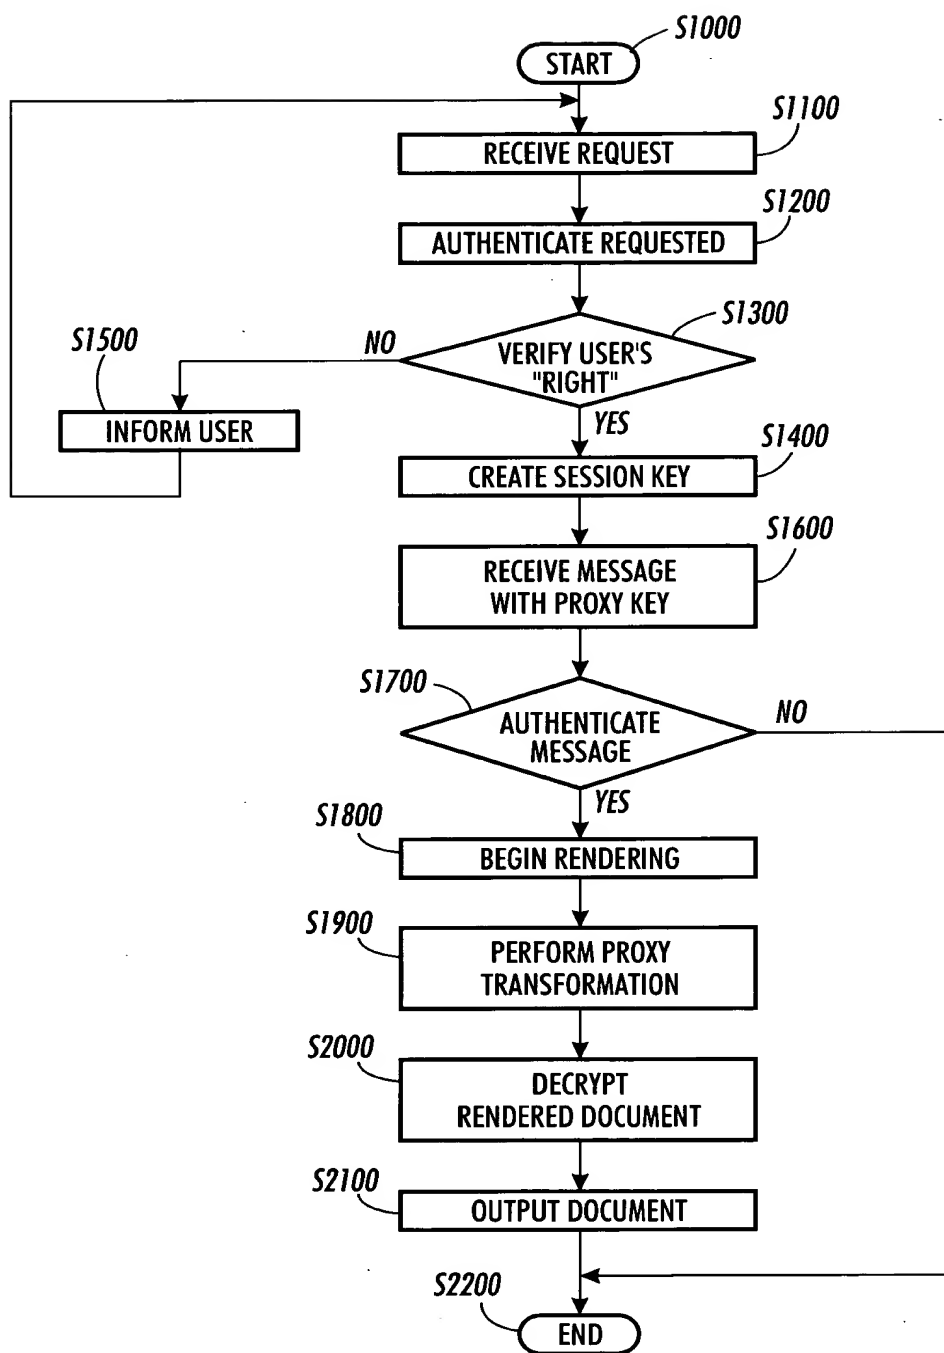 S1000
START
S1100
RECEIVE REQUEST
S1200
AUTHENTICATE REQUESTED
S1300
VERIFY USER'S
"RIGHT"
NO
S1500
INFORM USER
YES
S1400
CREATE SESSION KEY
S1600
RECEIVE MESSAGE
WITH PROXY KEY
S1700
AUTHENTICATE
MESSAGE
NO
YES
S1800
BEGIN RENDERING
S1900
PERFORM PROXY
TRANSFORMATION
S2000
DECRYPT
RENDERED DOCUMENT
S2100
OUTPUT DOCUMENT
S2200
END